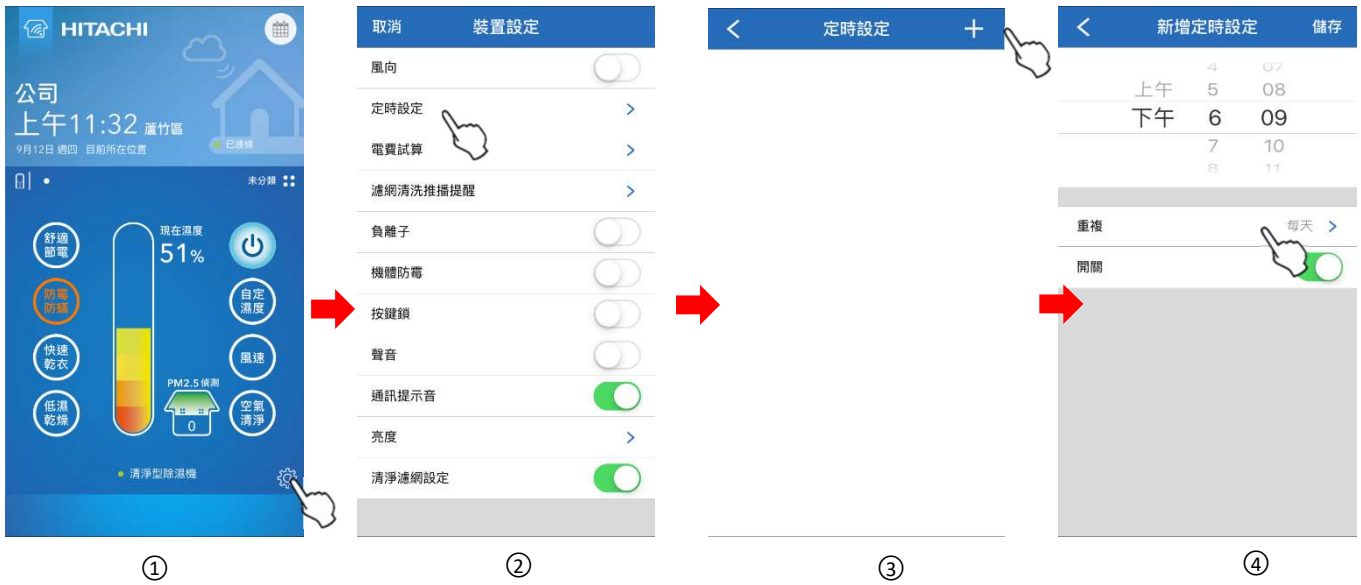 HITACHI
公司
上午11:32 蘆竹區
9月12日 週四 目前所在位置
已連線
未分類
舒適
節電
現在濕度
51%
防霉
防蟎
自定
濕度
快速
乾衣
風速
PM2.5 偵測
低濕
乾燥
0
空氣
清淨
清淨型除濕機
①
取消 裝置設定
風向
定時設定
電費試算
濾網清洗推播提醒
負離子
機體防霉
按鍵鎖
聲音
通訊提示音
亮度
清淨濾網設定
②
定時設定 +
③
新增定時設定 儲存
4 07
上午 5 08
下午 6 09
7 10
8 11
重複 每天
開關
④